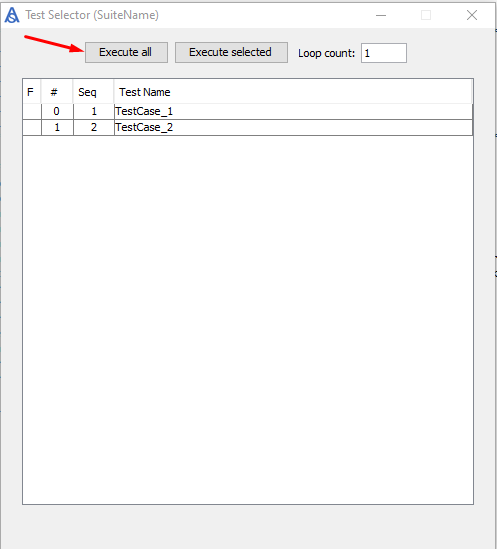 Test Selector (SuiteName)
Execute all Execute selected Loop count: 1
F # Seq Test Name
0 1 TestCase_1
1 2 TestCase_2